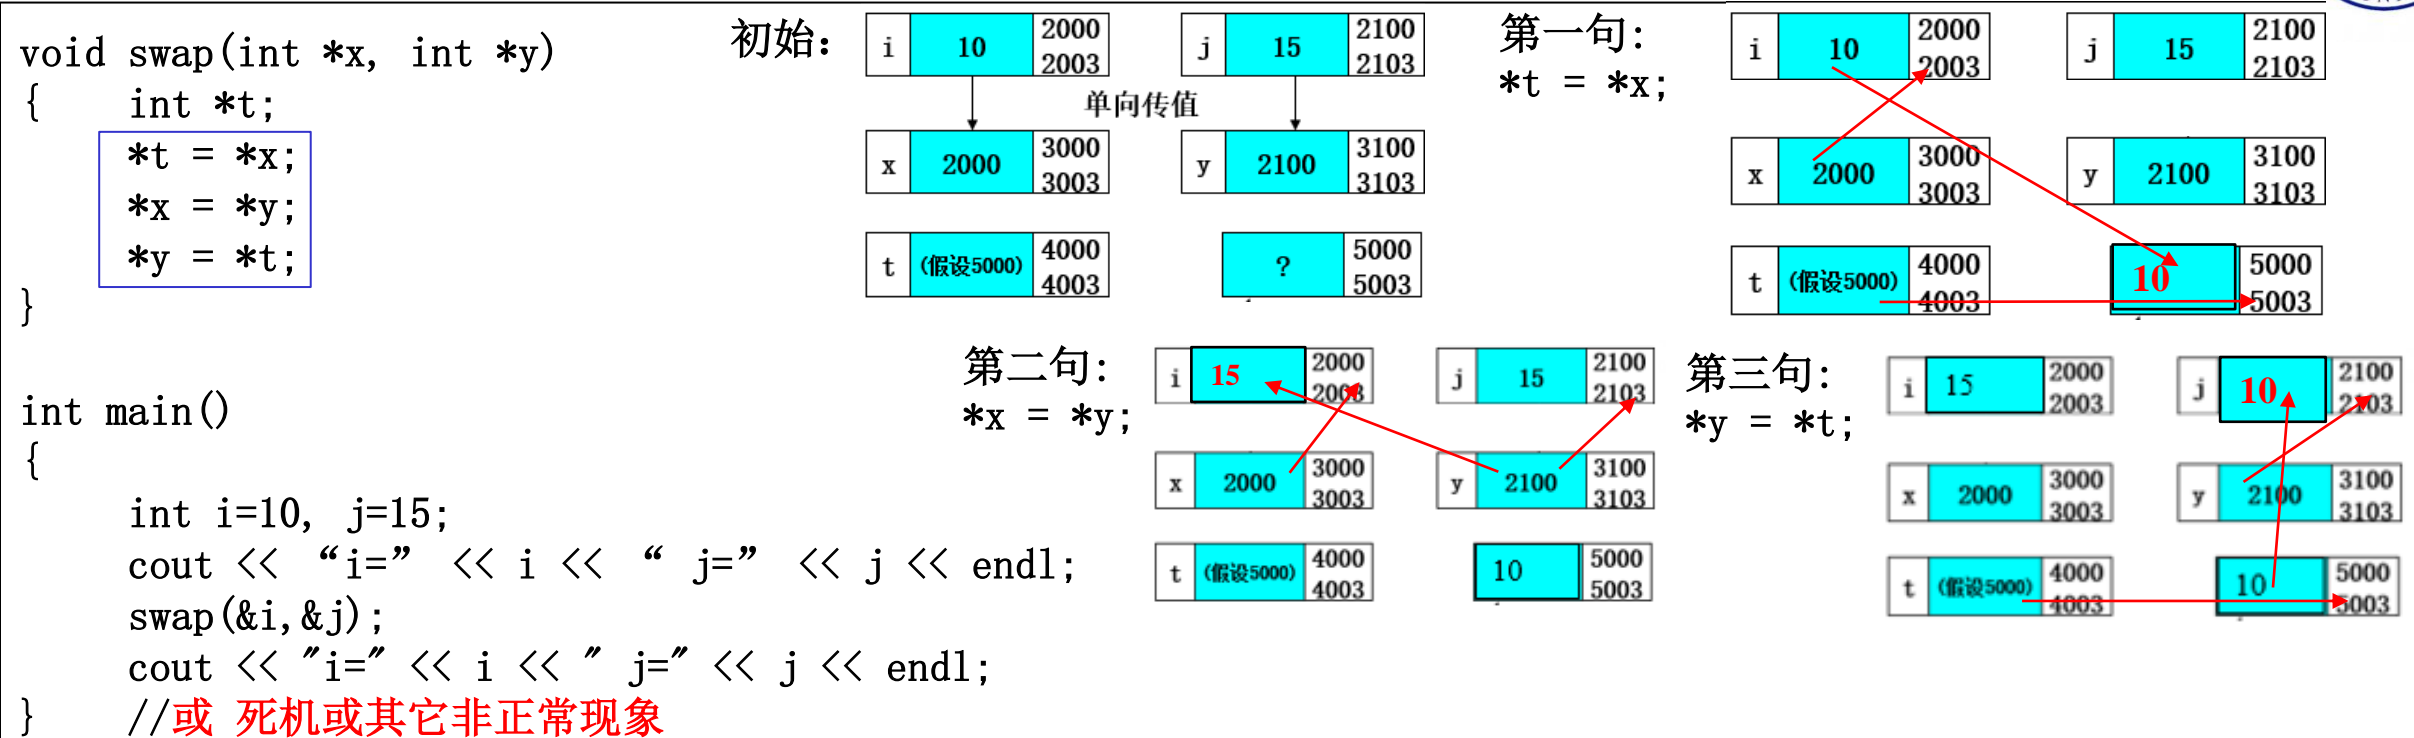 void swap(int *x, int *y)
{ int *t;
*t = *x;
*x = *y;
*y = *t;
}
int main()
{
int i=10, j=15;
cout << “i=” << i << “ j=” << j << endl;
swap(&i,&j);
cout << "i=" << i << " j=" << j << endl;
} //或 死机或其它非正常现象
初始:
i 10 2000
2003
j 15 2100
2103
单向传值
x 2000 3000
3003
y 2100 3100
3103
t (假设5000) 4000
4003
? 5000
5003
第一句:
*t = *x;
i 10 2000
2003
j 15 2100
2103
x 2000 3000
3003
y 2100 3100
3103
t (假设5000) 4000
4003
10 5000
5003
第二句:
*x = *y;
i 15 2000
2003
j 15 2100
2103
x 2000 3000
3003
y 2100 3100
3103
t (假设5000) 4000
4003
10 5000
5003
第三句:
*y = *t;
i 15 2000
2003
j 10 2100
2103
x 2000 3000
3003
y 2100 3100
3103
t (假设5000) 4000
4003
10 5000
5003